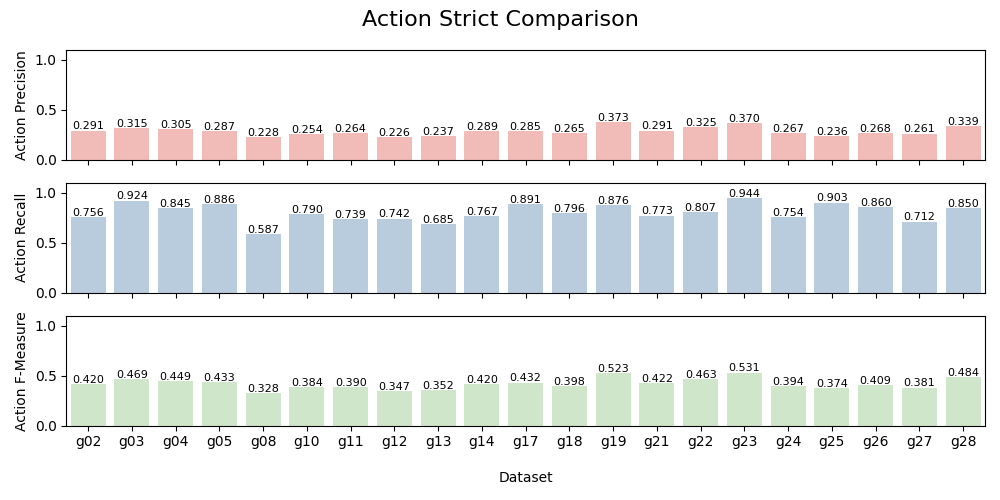 Action Strict Comparison
Action Precision
1.0
0.5
0.0
0.291 0.315 0.305 0.287 0.228 0.254 0.264 0.226 0.237 0.289 0.285 0.265 0.373 0.291 0.325 0.370 0.267 0.236 0.268 0.261 0.339
Action Recall
1.0
0.5
0.0
0.756 0.924 0.845 0.886 0.587 0.790 0.739 0.742 0.685 0.767 0.891 0.796 0.876 0.773 0.807 0.944 0.754 0.903 0.860 0.712 0.850
Action F-Measure
1.0
0.5
0.0
0.420 0.469 0.449 0.433 0.328 0.384 0.390 0.347 0.352 0.420 0.432 0.398 0.523 0.422 0.463 0.531 0.394 0.374 0.409 0.381 0.484
g02 g03 g04 g05 g08 g10 g11 g12 g13 g14 g17 g18 g19 g21 g22 g23 g24 g25 g26 g27 g28
Dataset